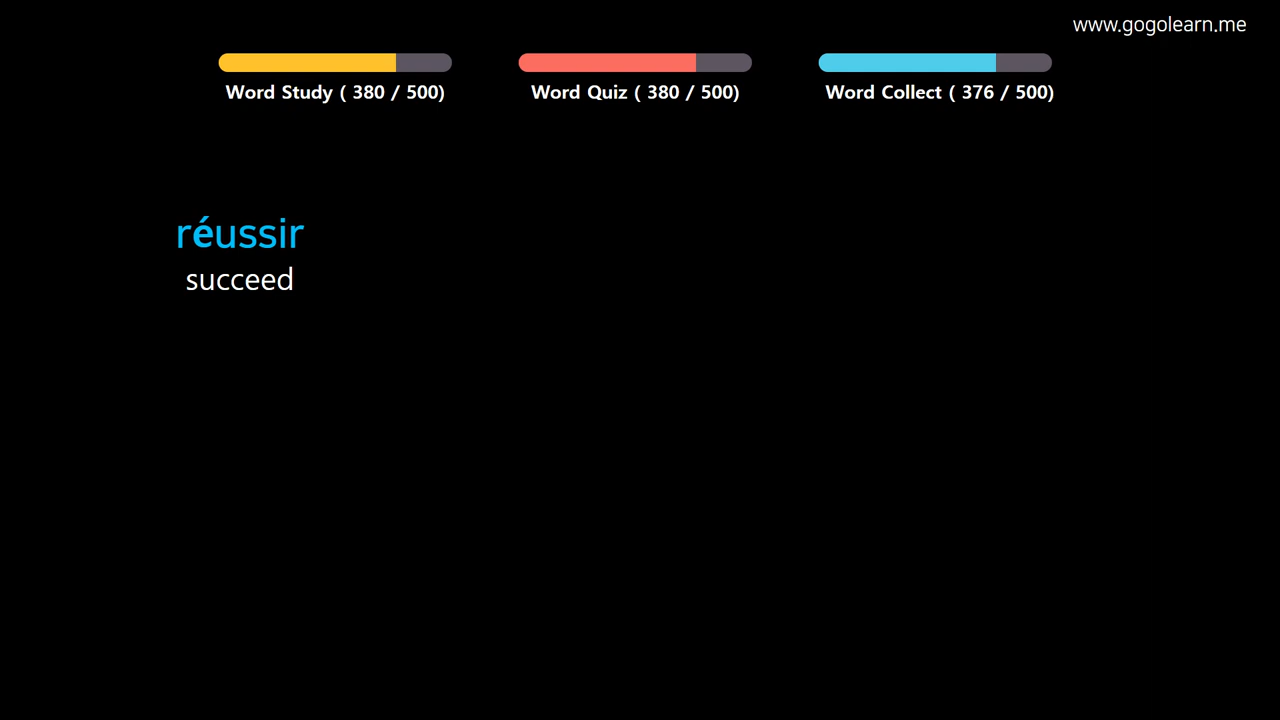 www.gogolearn.me
Word Study ( 380 / 500)
Word Quiz ( 380 / 500)
Word Collect ( 376 / 500)
réussir
succeed